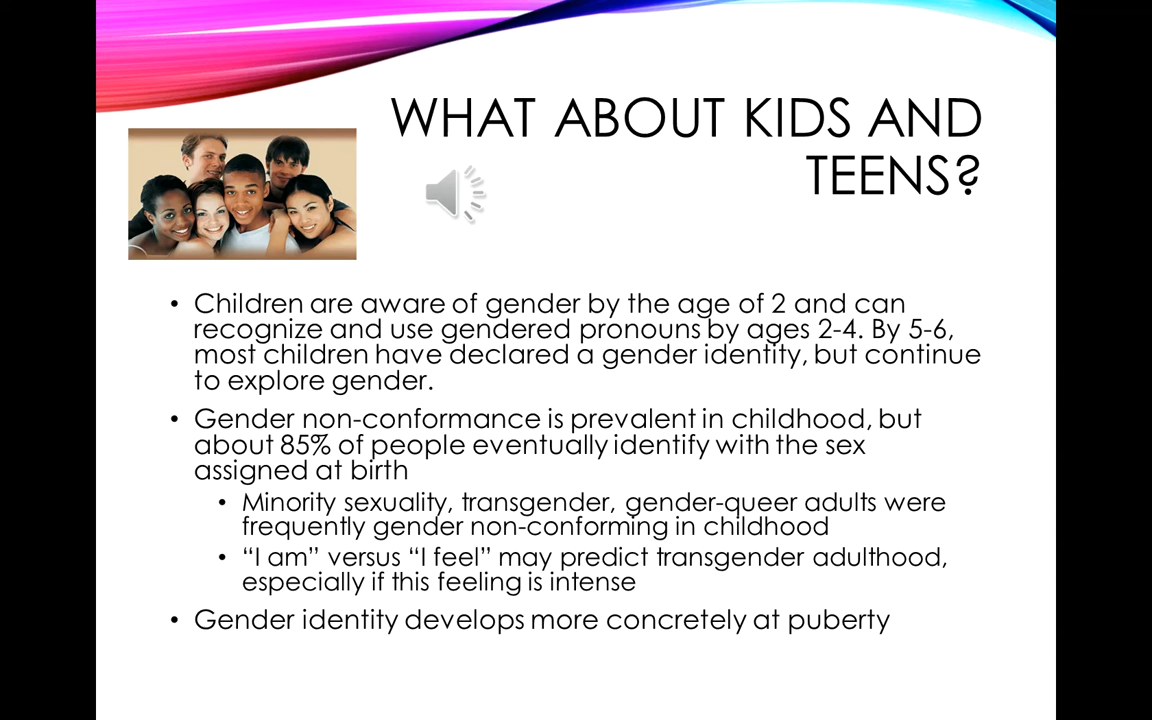 WHAT ABOUT KIDS AND
TEENS?
• Children are aware of gender by the age of 2 and can
recognize and use gendered pronouns by ages 2-4. By 5-6,
most children have declared a gender identity, but continue
to explore gender.
• Gender non-conformance is prevalent in childhood, but
about 85% of people eventually identify with the sex
assigned at birth
• Minority sexuality, transgender, gender-queer adults were
frequently gender non-conforming in childhood
• “I am” versus “I feel” may predict transgender adulthood,
especially if this feeling is intense
• Gender identity develops more concretely at puberty